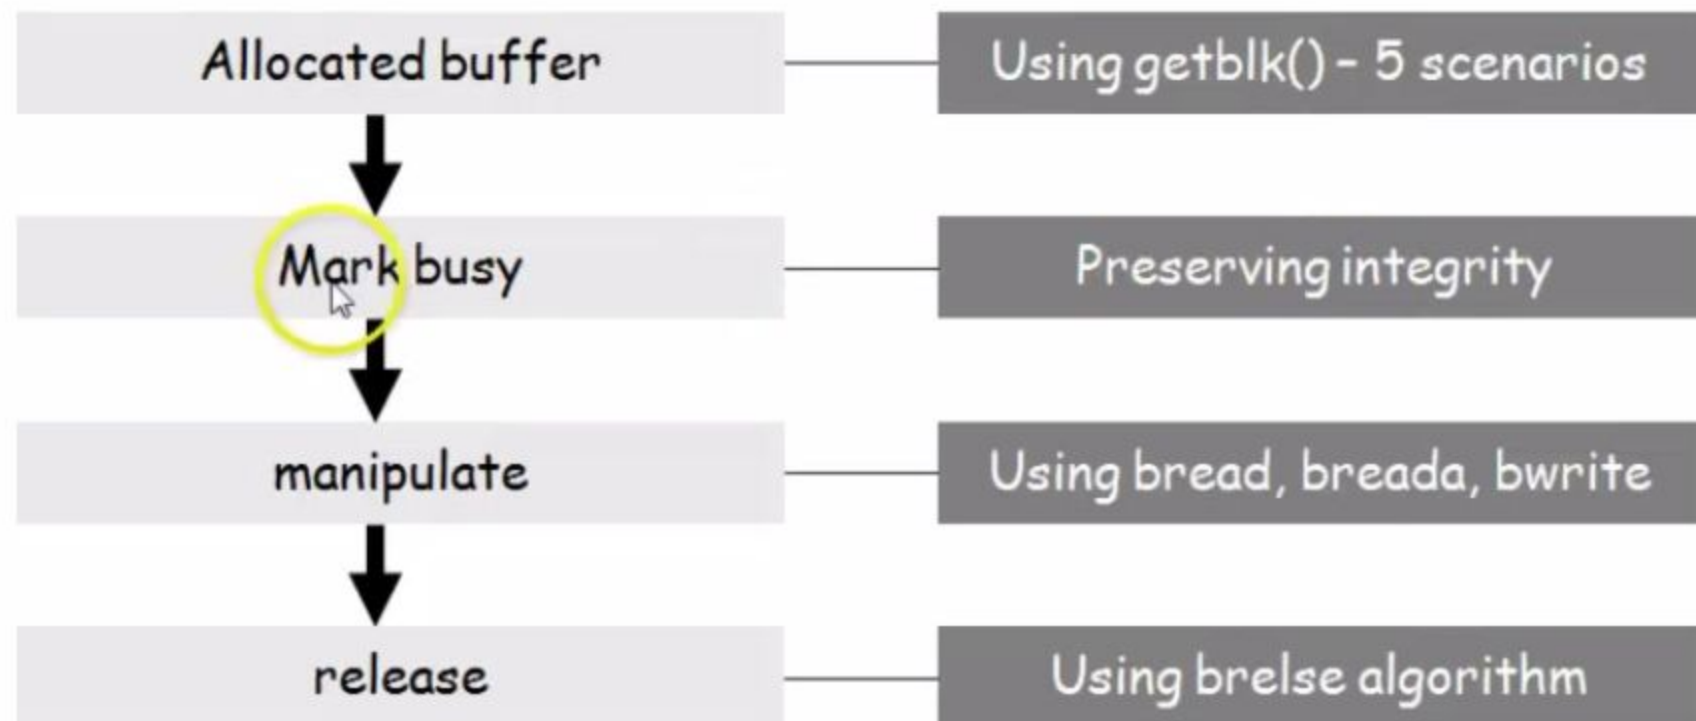 Allocated buffer
Using getblk() - 5 scenarios
Mark busy
Preserving integrity
manipulate
Using bread, breada, bwrite
release
Using brelse algorithm